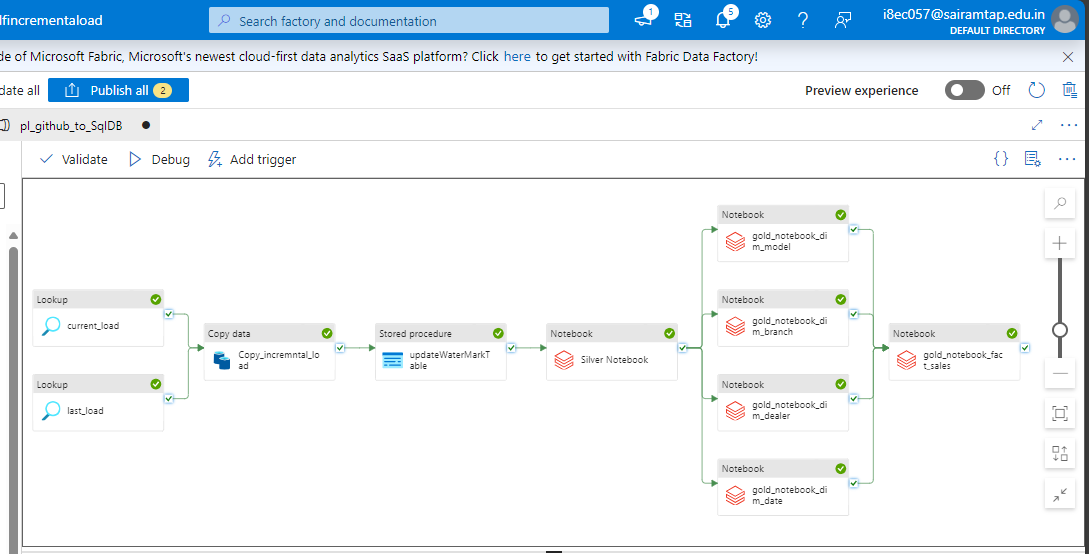 lfincrementaload
Search factory and documentation
1
5
i8ec057@sairamtap.edu.in
DEFAULT DIRECTORY
de of Microsoft Fabric, Microsoft's newest cloud-first data analytics SaaS platform? Click here to get started with Fabric Data Factory!
date all
Publish all 2
Preview experience
Off
pl_github_to_SqlDB
Validate
Debug
Add trigger
Lookup
current_load
Lookup
last_load
Copy data
Copy_incremntal_lo
ad
Stored procedure
updateWaterMarkT
able
Notebook
Silver Notebook
Notebook
gold_notebook_di
m_model
Notebook
gold_notebook_di
m_branch
Notebook
gold_notebook_di
m_dealer
Notebook
gold_notebook_di
m_date
Notebook
gold_notebook_fac
t_sales